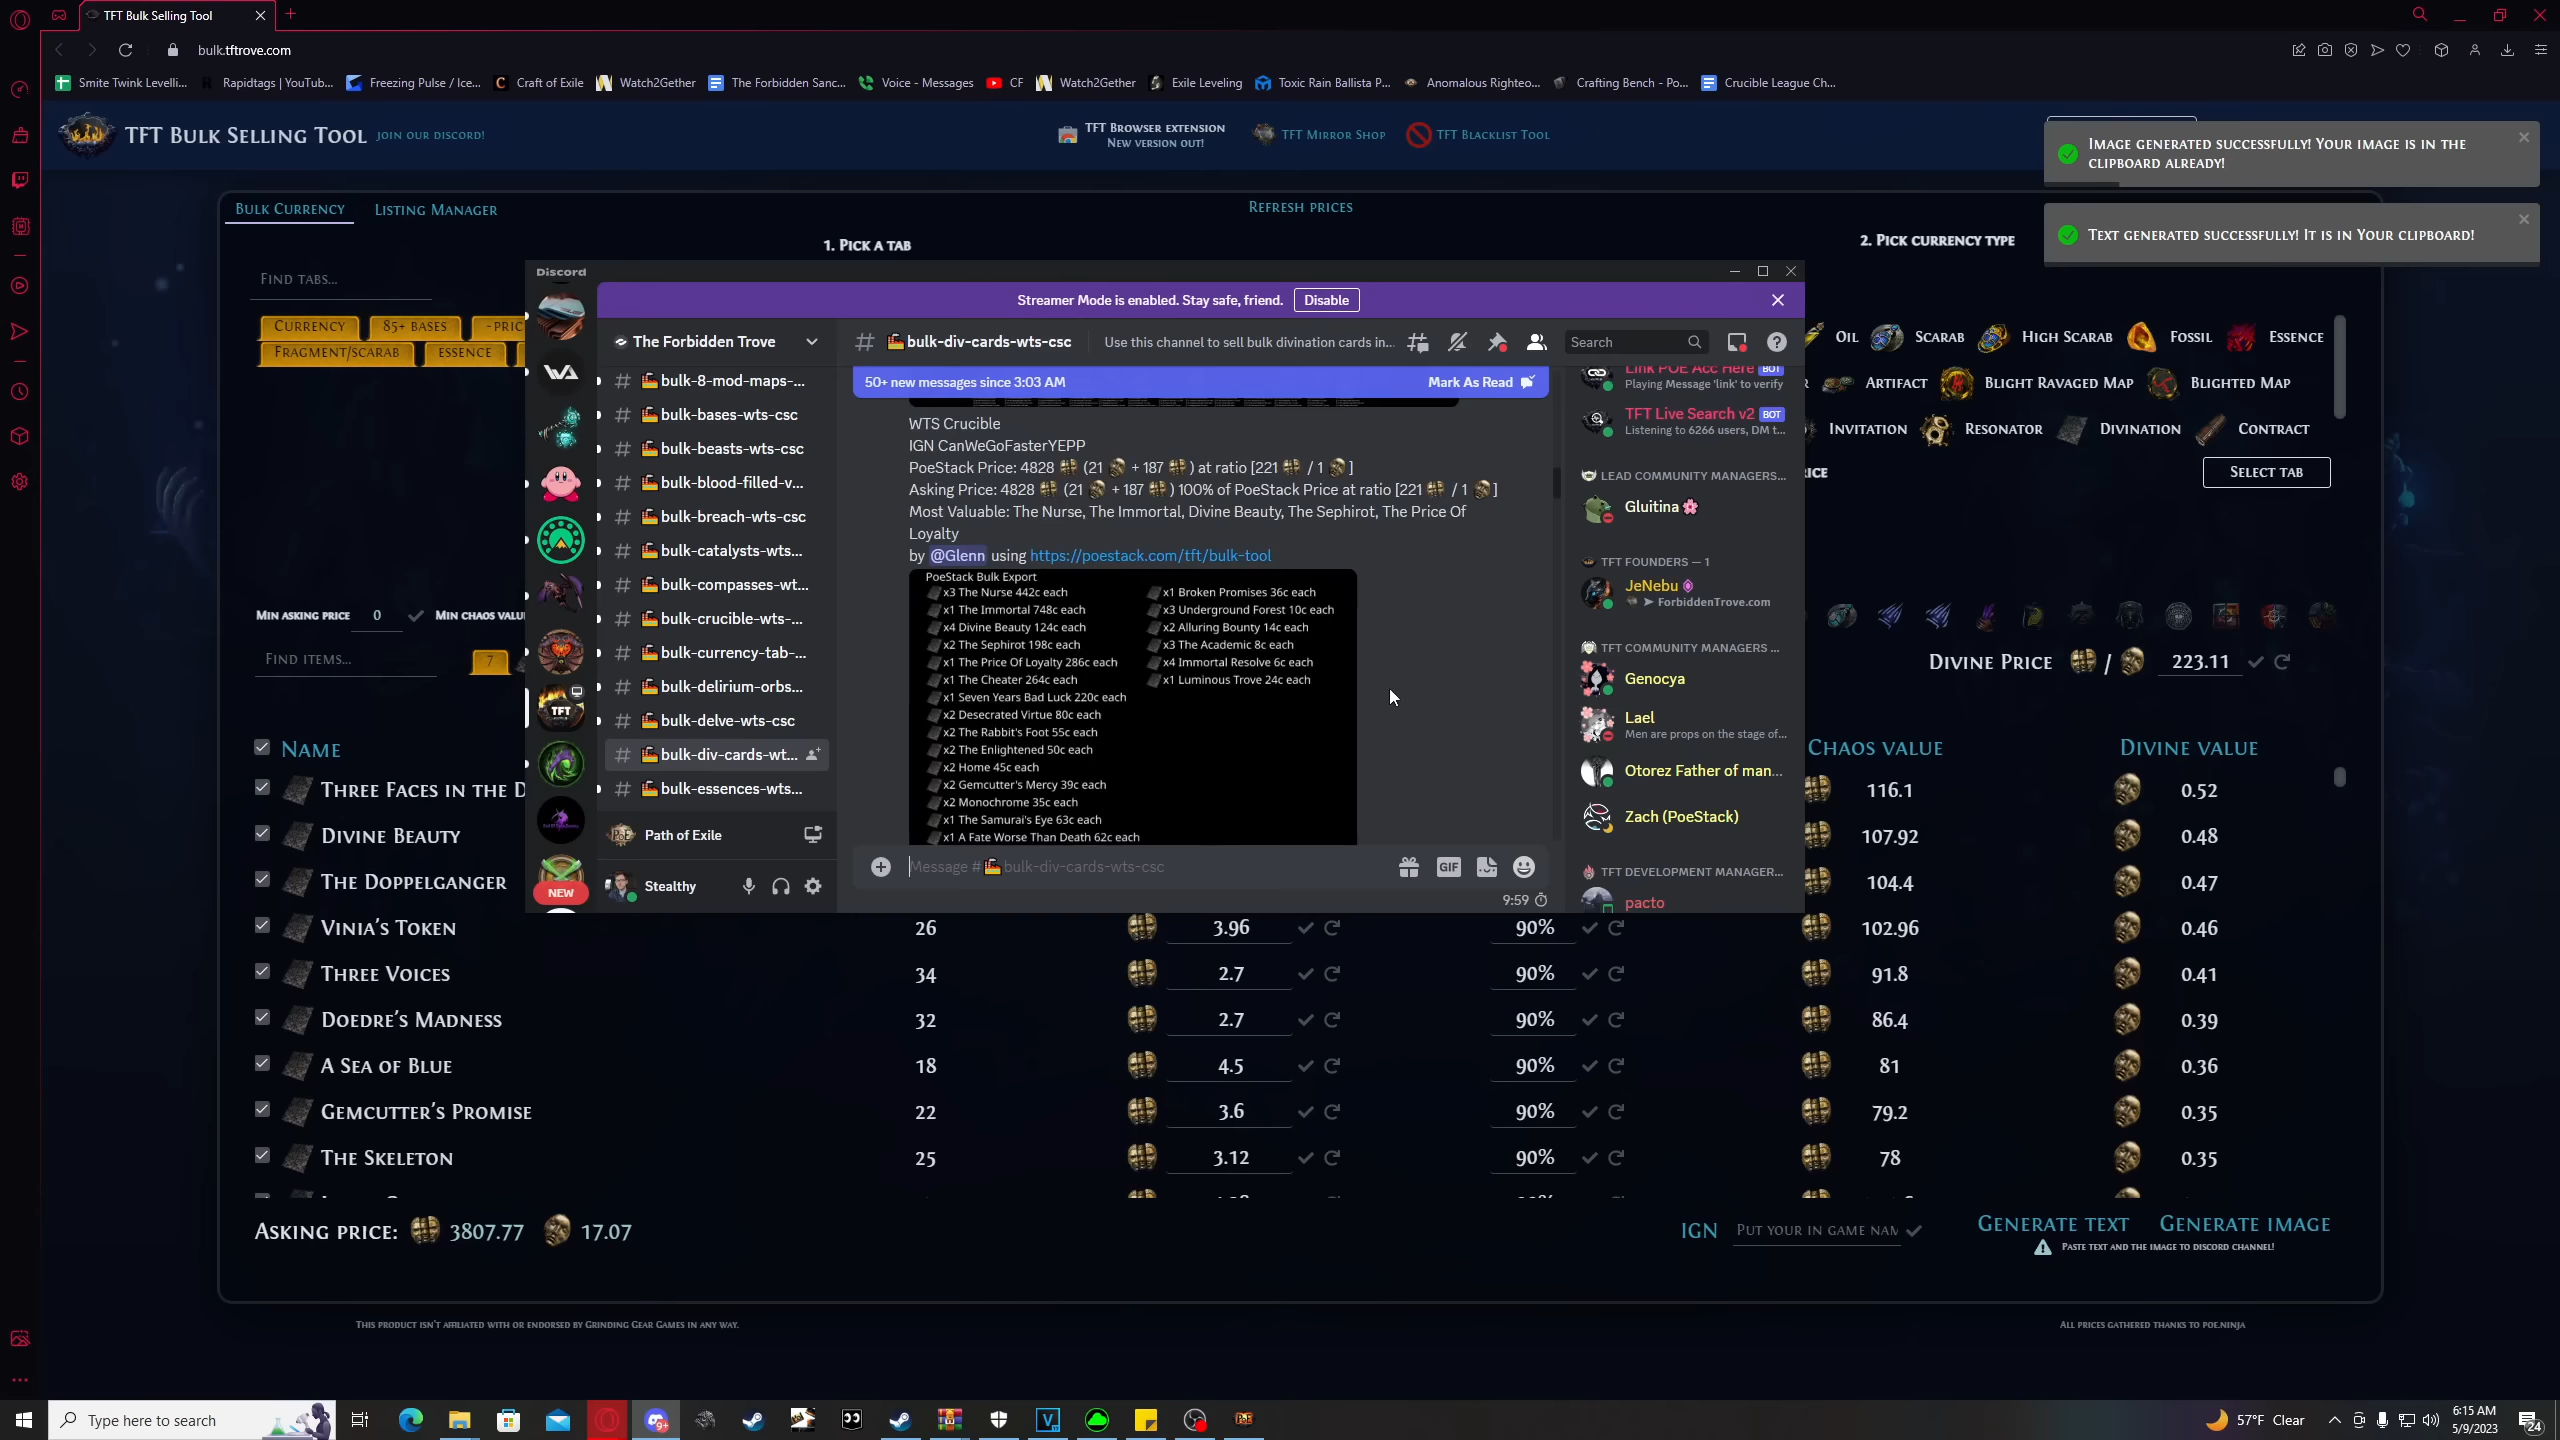 TFT Bulk Selling Tool
bulk.tftrove.com
Smite Twink Levelli...
Rapidtags | YouTub...
Freezing Pulse / Ice...
Craft of Exile
Watch2Gether
The Forbidden Sanc...
Voice - Messages
CF
Watch2Gether
Exile Leveling
Toxic Rain Ballista P...
Anomalous Righteo...
Crafting Bench - Po...
Crucible League Ch...
TFT Bulk Selling Tool
JOIN OUR DISCORD!
TFT Browser extension
New version out!
TFT Mirror Shop
TFT Blacklist Tool
Image generated successfully! Your image is in the
clipboard already!
Text generated successfully! It is in Your clipboard!
Bulk Currency
Listing Manager
Refresh prices
1. Pick a tab
2. Pick currency type
Find tabs...
Currency
85+ bases
-pric
Fragment/scarab
essence
Oil
Scarab
High Scarab
Fossil
Essence
Artifact
Blight Ravaged Map
Blighted Map
Invitation
Resonator
Divination
Contract
Select tab
Min asking price 0
Min chaos valu
Find items...
7
Divine Price / 223.11
Discord
Streamer Mode is enabled. Stay safe, friend.
Disable
The Forbidden Trove
bulk-8-mod-maps-...
bulk-bases-wts-csc
bulk-beasts-wts-csc
bulk-blood-filled-v...
bulk-breach-wts-csc
bulk-catalysts-wts...
bulk-compasses-wt...
bulk-crucible-wts-...
bulk-currency-tab-...
bulk-delirium-orbs...
bulk-delve-wts-csc
bulk-div-cards-wt...
bulk-essences-wts...
WA
TFT
NEW
Path of Exile
Stealthy
bulk-div-cards-wts-csc
Use this channel to sell bulk divination cards in...
Search
50+ new messages since 3:03 AM
Mark As Read
WTS Crucible
IGN CanWeGoFasterYEPP
PoeStack Price: 4828 (21 + 187 ) at ratio [221 / 1 ]
Asking Price: 4828 (21 + 187 ) 100% of PoeStack Price at ratio [221 / 1 ]
Most Valuable: The Nurse, The Immortal, Divine Beauty, The Sephirot, The Price Of
Loyalty
by @Glenn using https://poestack.com/tft/bulk-tool
PoeStack Bulk Export
x3 The Nurse 442c each
x1 The Immortal 748c each
x4 Divine Beauty 124c each
x2 The Sephirot 198c each
x1 The Price Of Loyalty 286c each
x1 The Cheater 264c each
x1 Seven Years Bad Luck 220c each
x2 Desecrated Virtue 80c each
x2 The Rabbit's Foot 55c each
x2 The Enlightened 50c each
x2 Home 45c each
x2 Gemcutter's Mercy 39c each
x2 Monochrome 35c each
x1 The Samurai's Eye 63c each
x1 A Fate Worse Than Death 62c each
x1 Broken Promises 36c each
x3 Underground Forest 10c each
x2 Alluring Bounty 14c each
x3 The Academic 8c each
x4 Immortal Resolve 6c each
x1 Luminous Trove 24c each
Message # bulk-div-cards-wts-csc
GIF
9:59
Link POE Acc Here BOT
Playing Message 'link' to verify
TFT Live Search v2 BOT
Listening to 6266 users, DM t...
LEAD COMMUNITY MANAGERS...
Gluitina
TFT FOUNDERS — 1
JeNebu
➤ ForbiddenTrove.com
TFT COMMUNITY MANAGERS ...
Genocya
Lael
Men are props on the stage of...
Otorez Father of man...
Zach (PoeStack)
TFT DEVELOPMENT MANAGER...
pacto
Name
Chaos value
Divine value
Three Faces in the D
116.1
0.52
Divine Beauty
107.92
0.48
The Doppelganger
104.4
0.47
Vinia's Token 26 3.96 90% 102.96 0.46
Three Voices 34 2.7 90% 91.8 0.41
Doedre's Madness 32 2.7 90% 86.4 0.39
A Sea of Blue 18 4.5 90% 81 0.36
Gemcutter's Promise 22 3.6 90% 79.2 0.35
The Skeleton 25 3.12 90% 78 0.35
Asking price: 3807.77 17.07
IGN
Put your in game nam
Generate text
Generate image
Paste text and the image to discord channel!
This product isn't affiliated with or endorsed by Grinding Gear Games in any way.
All prices gathered thanks to poe.ninja
Type here to search
57°F Clear
6:15 AM
5/9/2023
24